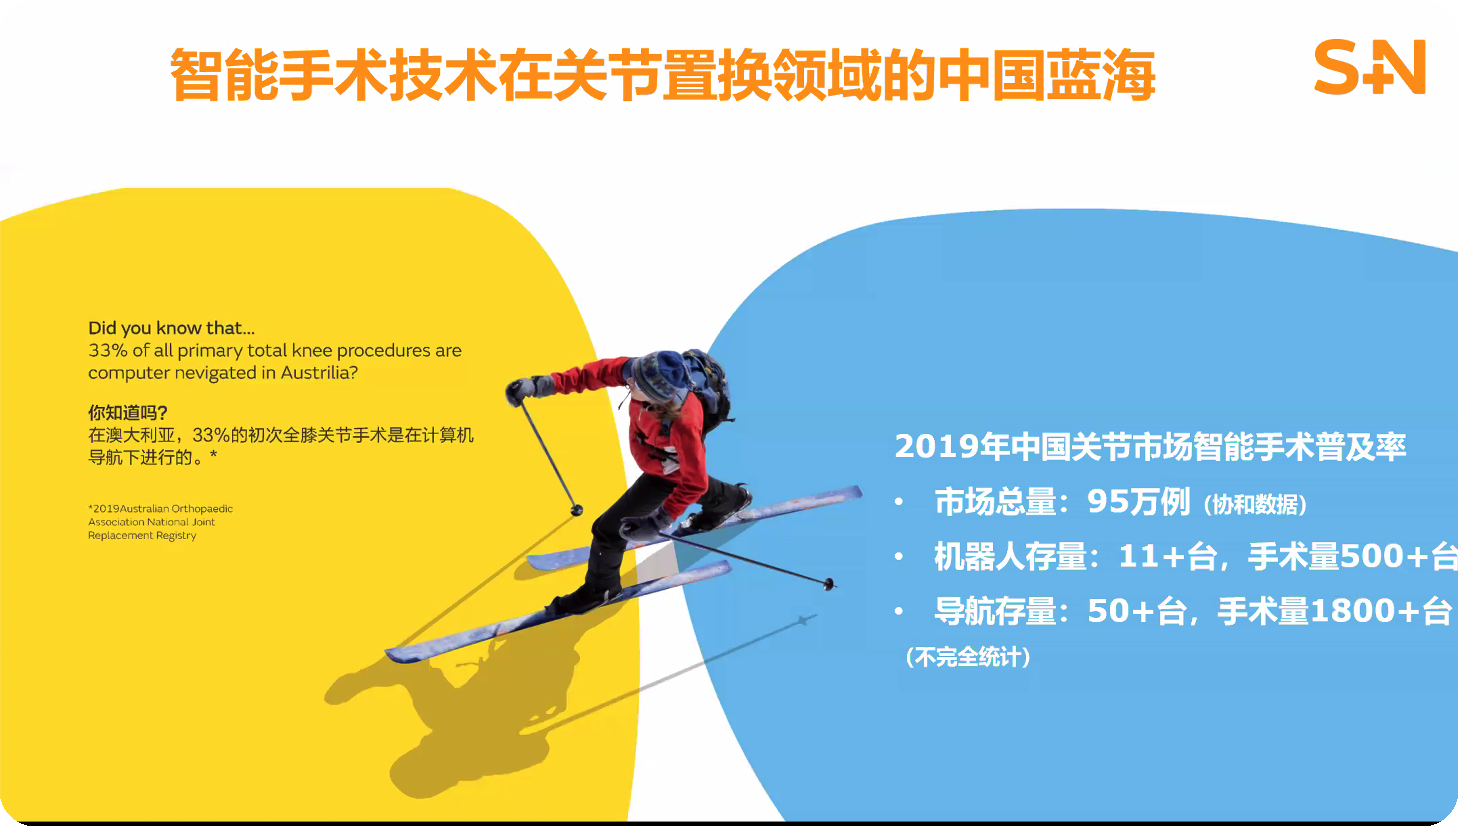 智能手术技术在关节置换领域的中国蓝海
S+N
Did you know that...
33% of all primary total knee procedures are
computer nevigated in Austrilia?
你知道吗?
在澳大利亚，33%的初次全膝关节手术是在计算机
导航下进行的。*
*2019Australian Orthopaedic
Association National Joint
Replacement Registry
2019年中国关节市场智能手术普及率
• 市场总量：95万例（协和数据）
• 机器人存量：11+台，手术量500+台
• 导航存量：50+台，手术量1800+台
（不完全统计）